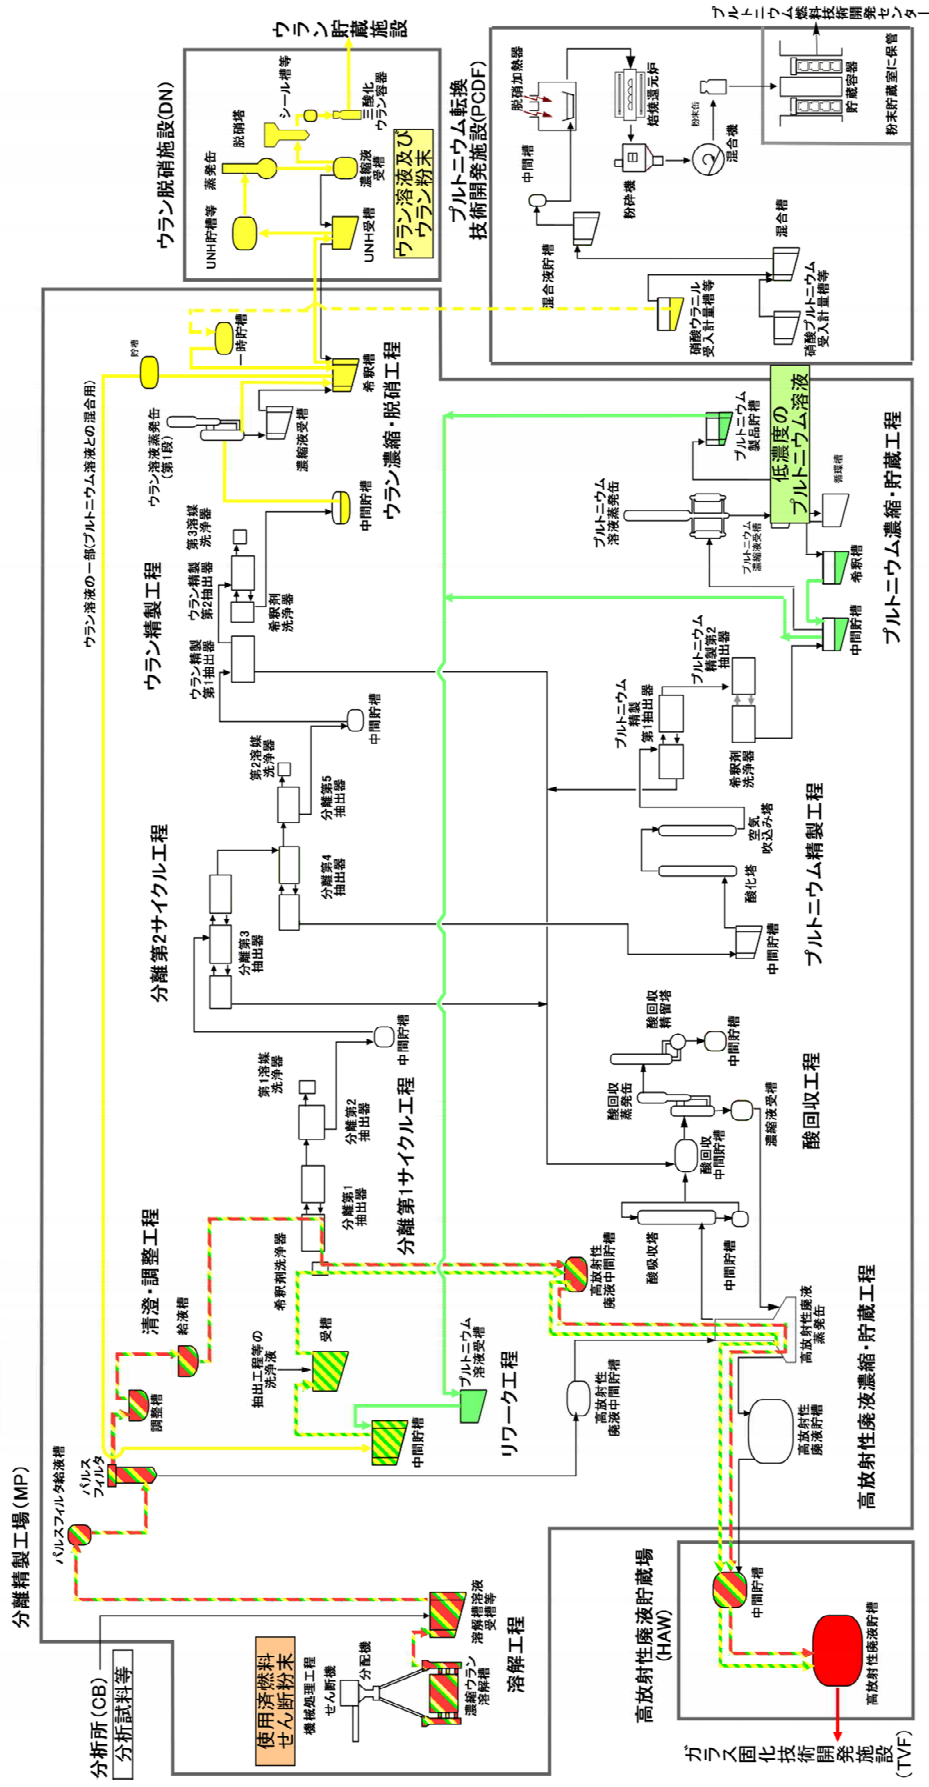 分離精製工場(MP)
分析所(CB)
分析試料等
使用済燃料
せん断粉末
機械処理工程
せん断機
分配機
濃縮ウラン
溶解槽
溶解槽溶液
受槽等
溶解工程
パルスフィルタ給液槽
パルス
フィルタ
調整槽
給液槽
清澄・調整工程
抽出工程等の
洗浄液
受槽
中間貯槽
プルトニウム
溶液受槽
リワーク工程
希釈剤洗浄器
分離第1
抽出器
分離第2
抽出器
第1溶媒
洗浄器
中間貯槽
分離第1サイクル工程
分離第2サイクル工程
分離第3
抽出器
分離第4
抽出器
分離第5
抽出器
第2溶媒
洗浄器
中間貯槽
ウラン精製工程
ウラン精製
第1抽出器
ウラン精製
第2抽出器
第3溶媒
洗浄器
希釈剤
洗浄器
中間貯槽
ウラン溶液の一部(プルトニウム溶液との混合用)
貯槽
一時貯槽
ウラン溶液蒸発缶
(第1段)
濃縮液受槽
希釈槽
ウラン濃縮・脱硝工程
ウラン脱硝施設(DN)
UNH貯槽等
蒸発缶
脱硝塔
シール槽等
三酸化
ウラン容器
濃縮液
受槽
UNH受槽
ウラン溶液及び
ウラン粉末
ウラン貯蔵施設
プルトニウム転換
技術開発施設(PCDF)
混合液貯槽
中間槽
脱硝加熱器
焙焼還元炉
粉砕機
混合機
粉末缶
貯蔵容器
粉末貯蔵室に保管
プルトニウム燃料技術開発センター
硝酸ウラニル
受入計量槽等
硝酸プルトニウム
受入計量槽等
混合槽
プルトニウム
製品貯槽
低濃度の
プルトニウム溶液
プルトニウム
溶液蒸発缶
プルトニウム
濃縮液受槽
循環槽
希釈槽
中間貯槽
プルトニウム濃縮・貯蔵工程
プルトニウム
精製
第1抽出器
プルトニウム
精製第2
抽出器
希釈剤
洗浄器
空気
吹込み塔
酸化塔
中間貯槽
プルトニウム精製工程
酸回収
精留塔
中間貯槽
酸回収
蒸発缶
濃縮液受槽
酸回収
中間貯槽
酸吸収塔
中間貯槽
酸回収工程
高放射性
廃液中間貯槽
高放射性
廃液中間貯槽
高放射性廃液
蒸発缶
高放射性
廃液貯槽
高放射性廃液濃縮・貯蔵工程
高放射性廃液貯蔵場
(HAW)
中間貯槽
高放射性廃液貯槽
ガラス固化技術開発施設
(TVF)